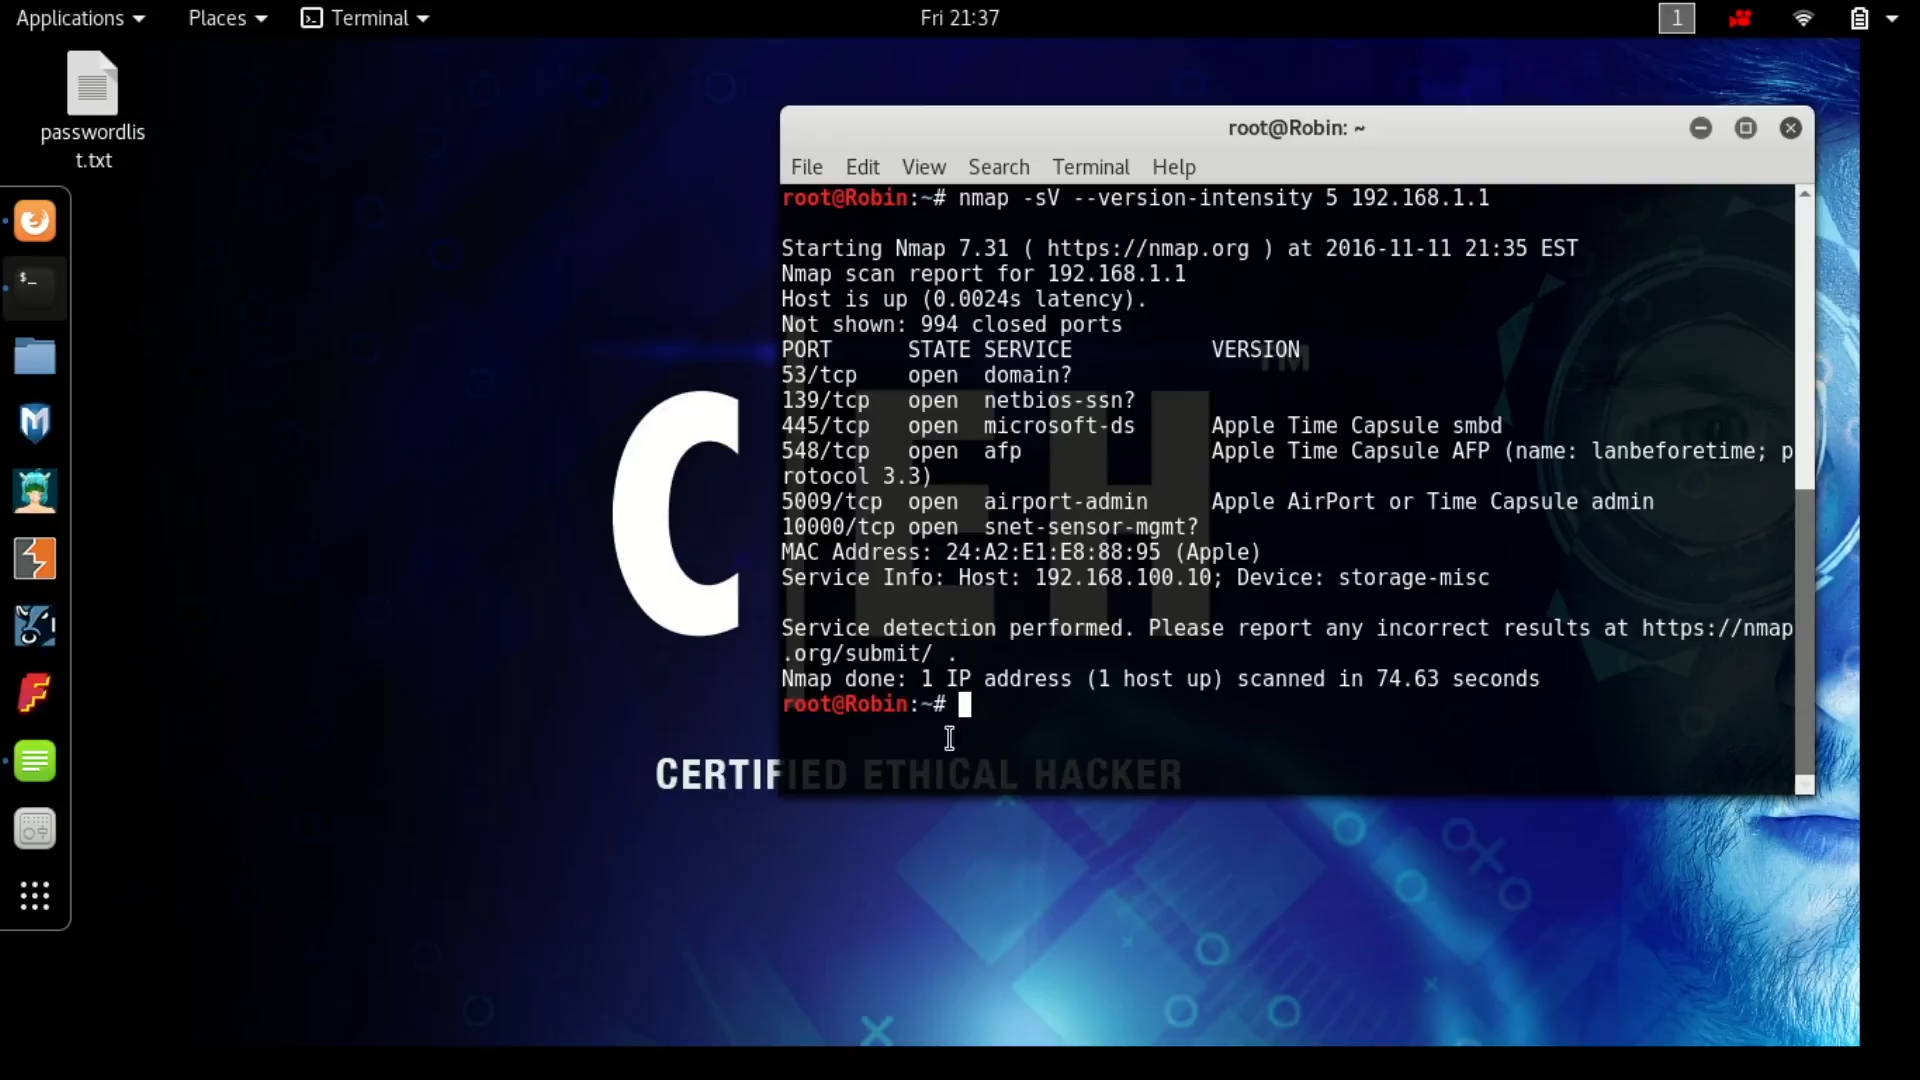 Applications Places Terminal Fri 21:37 1
passwordlis
t.txt
root@Robin: ~
File Edit View Search Terminal Help
root@Robin:~# nmap -sV --version-intensity 5 192.168.1.1
Starting Nmap 7.31 ( https://nmap.org ) at 2016-11-11 21:35 EST
Nmap scan report for 192.168.1.1
Host is up (0.0024s latency).
Not shown: 994 closed ports
PORT STATE SERVICE VERSION
53/tcp open domain?
139/tcp open netbios-ssn?
445/tcp open microsoft-ds Apple Time Capsule smbd
548/tcp open afp Apple Time Capsule AFP (name: lanbeforetime; p
rotocol 3.3)
5009/tcp open airport-admin Apple AirPort or Time Capsule admin
10000/tcp open snet-sensor-mgmt?
MAC Address: 24:A2:E1:E8:88:95 (Apple)
Service Info: Host: 192.168.100.10; Device: storage-misc
Service detection performed. Please report any incorrect results at https://nmap
.org/submit/ .
Nmap done: 1 IP address (1 host up) scanned in 74.63 seconds
root@Robin:~#
C|EH™
CERTIFIED ETHICAL HACKER